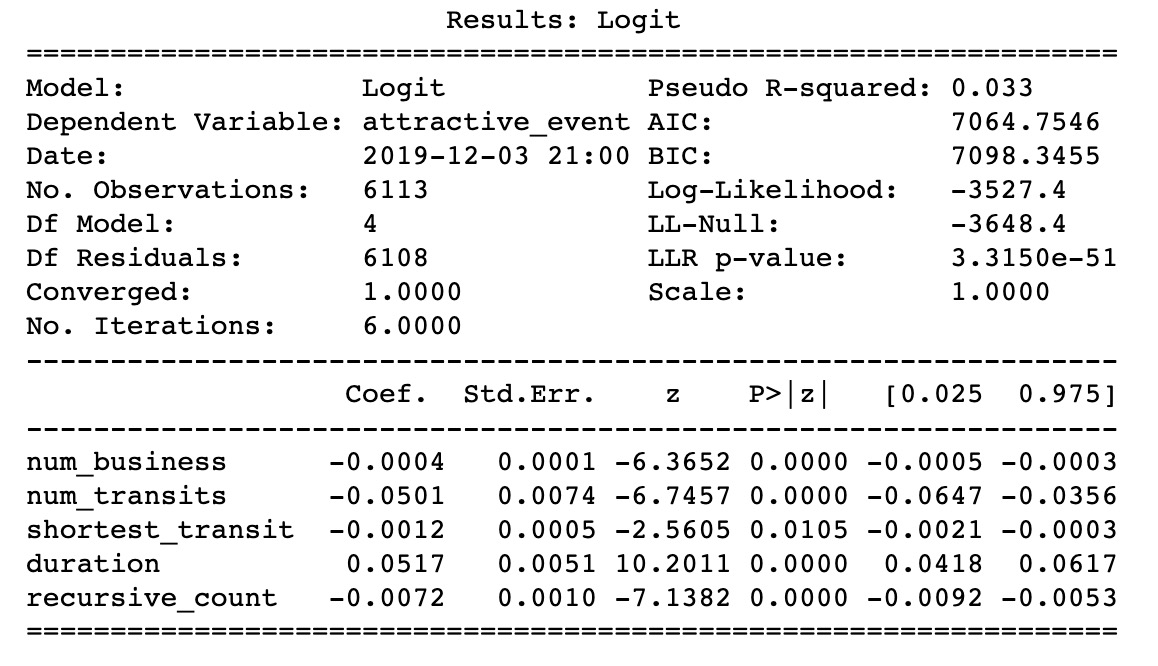 Results: Logit
=================================================================
Model:              Logit            Pseudo R-squared: 0.033
Dependent Variable: attractive_event AIC:              7064.7546
Date:               2019-12-03 21:00 BIC:              7098.3455
No. Observations:   6113             Log-Likelihood:   -3527.4
Df Model:           4                LL-Null:          -3648.4
Df Residuals:       6108             LLR p-value:      3.3150e-51
Converged:          1.0000           Scale:            1.0000
No. Iterations:     6.0000
-----------------------------------------------------------------
                   Coef.  Std.Err.    z    P>|z|   [0.025  0.975]
-----------------------------------------------------------------
num_business      -0.0004   0.0001 -6.3652 0.0000 -0.0005 -0.0003
num_transits      -0.0501   0.0074 -6.7457 0.0000 -0.0647 -0.0356
shortest_transit  -0.0012   0.0005 -2.5605 0.0105 -0.0021 -0.0003
duration           0.0517   0.0051 10.2011 0.0000  0.0418  0.0617
recursive_count   -0.0072   0.0010 -7.1382 0.0000 -0.0092 -0.0053
=================================================================